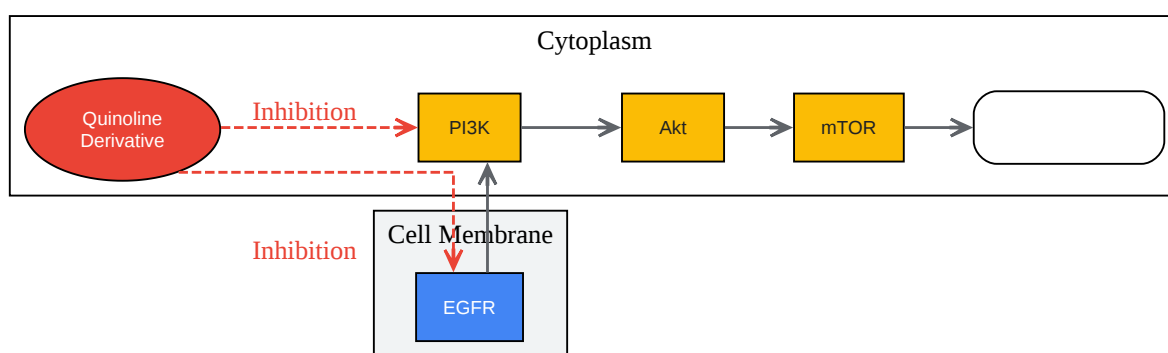 Cytoplasm
Inhibition
Quinoline
Derivative
PI3K
Akt
mTOR
Cell Membrane
Inhibition
EGFR